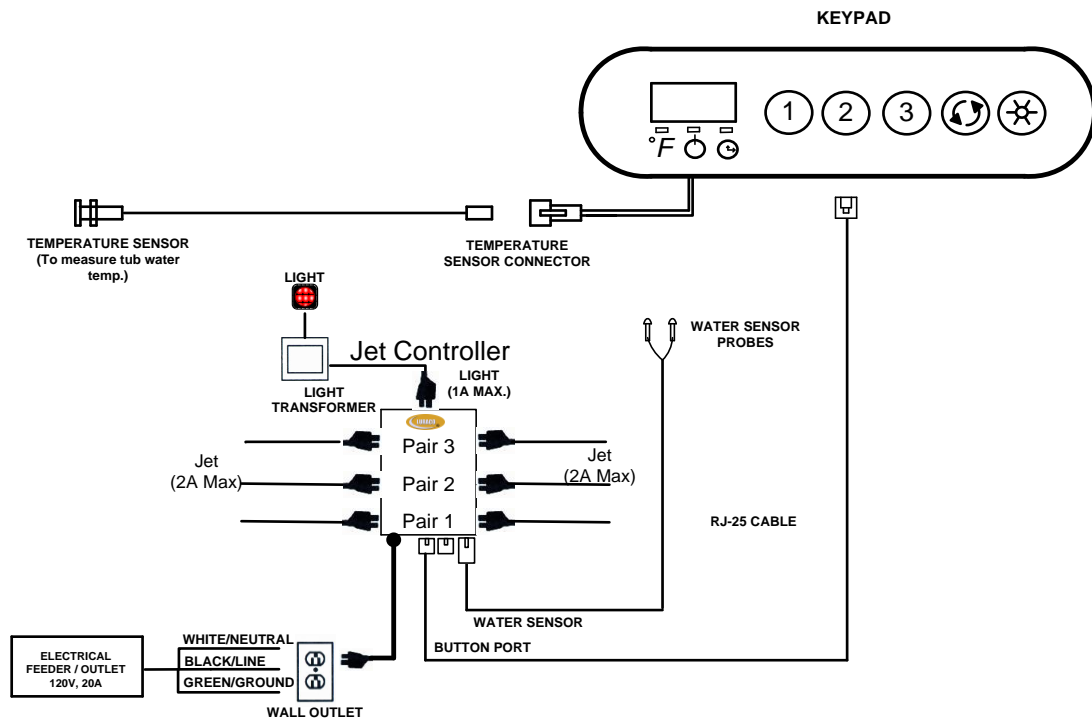 KEYPAD
1 2 3
°F
TEMPERATURE SENSOR
(To measure tub water
temp.)
TEMPERATURE
SENSOR CONNECTOR
LIGHT
WATER SENSOR
PROBES
Jet Controller
LIGHT
(1A MAX.)
LIGHT
TRANSFORMER
Pair 3
Jet
(2A Max)
Jet
(2A Max)
Pair 2
Pair 1
RJ-25 CABLE
WATER SENSOR
BUTTON PORT
WHITE/NEUTRAL
BLACK/LINE
GREEN/GROUND
ELECTRICAL
FEEDER / OUTLET
120V, 20A
WALL OUTLET